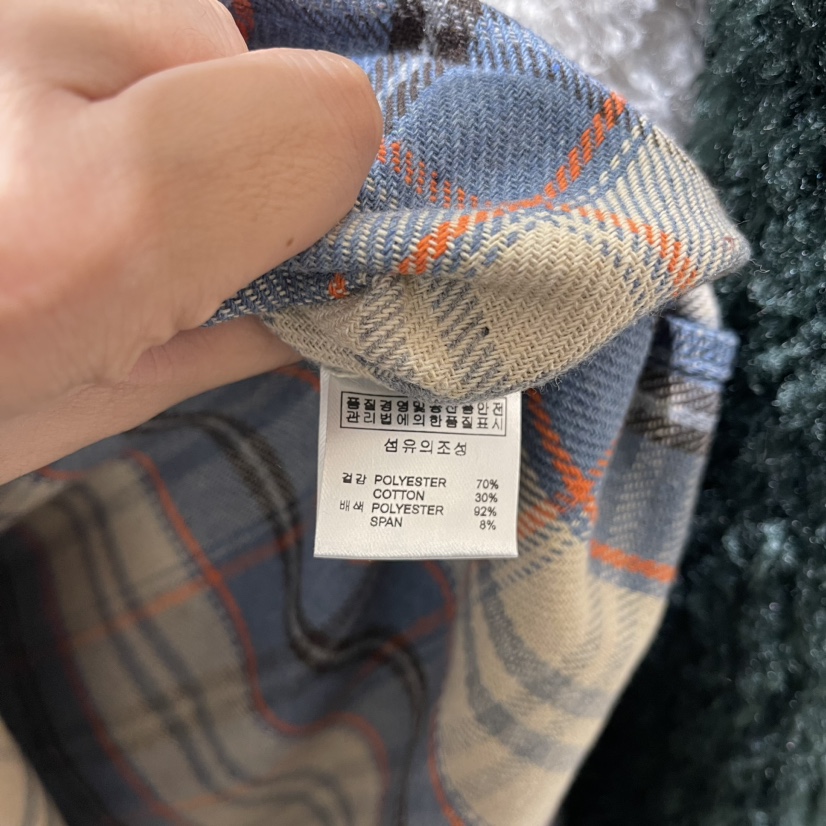 품질경영및공산품안전
관리법에의한품질표시
섬유의조성
겉감 POLYESTER 70%
COTTON 30%
배색 POLYESTER 92%
SPAN 8%